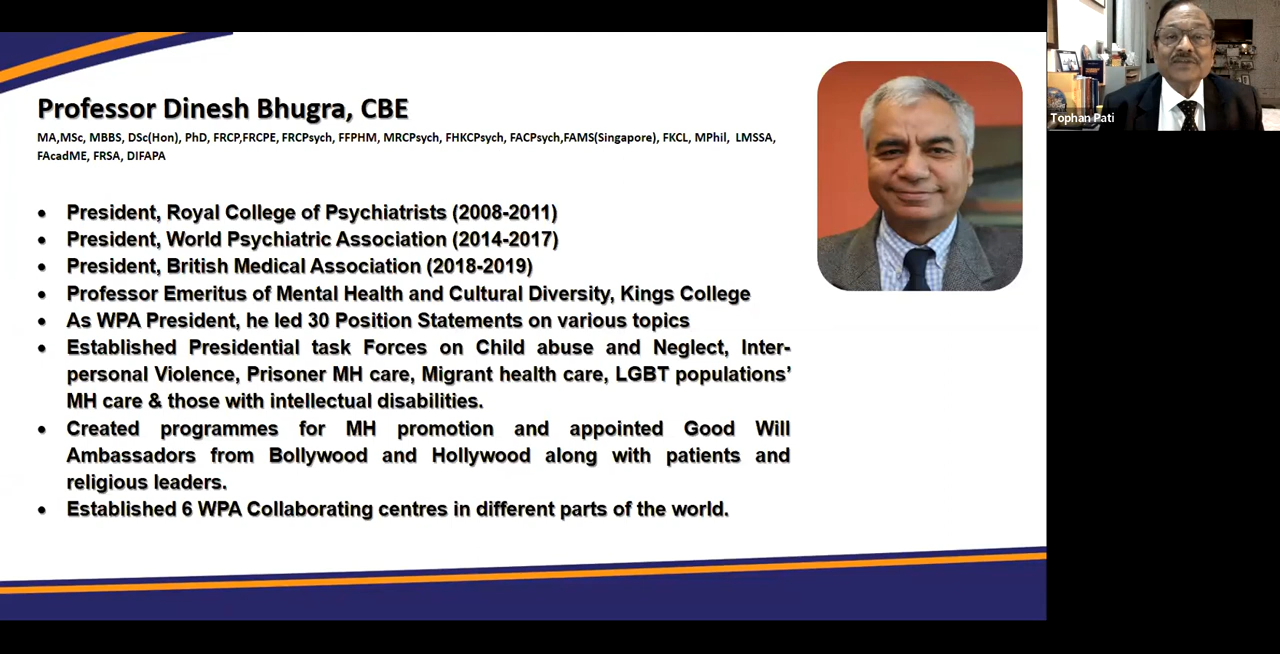 Professor Dinesh Bhugra, CBE
MA,MSc, MBBS, DSc(Hon), PhD, FRCP,FRCPE, FRCPsych, FFPHM, MRCPsych, FHKCPsych, FACPsych,FAMS(Singapore), FKCL, MPhil, LMSSA,
FAcadME, FRSA, DIFAPA
• President, Royal College of Psychiatrists (2008-2011)
• President, World Psychiatric Association (2014-2017)
• President, British Medical Association (2018-2019)
• Professor Emeritus of Mental Health and Cultural Diversity, Kings College
• As WPA President, he led 30 Position Statements on various topics
• Established Presidential task Forces on Child abuse and Neglect, Inter-
personal Violence, Prisoner MH care, Migrant health care, LGBT populations’
MH care & those with intellectual disabilities.
• Created programmes for MH promotion and appointed Good Will
Ambassadors from Bollywood and Hollywood along with patients and
religious leaders.
• Established 6 WPA Collaborating centres in different parts of the world.
Tophan Pati